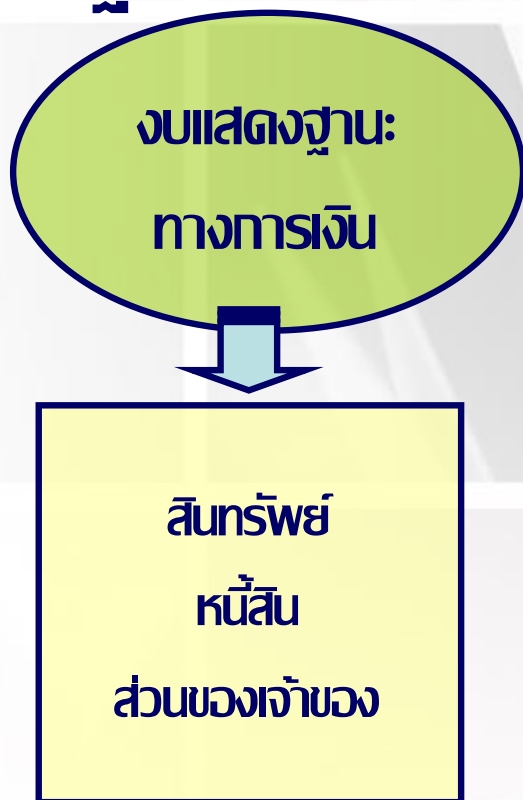 งบแสดงฐานะ
ทางการเงิน
สินทรัพย์
หนี้สิน
ส่วนของเจ้าของ